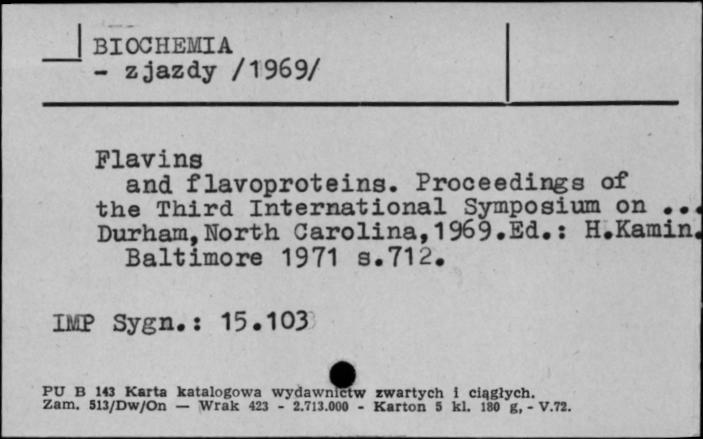 BIOCHEMIA
- zjazdy /1969/
Flavins
and flavoproteins. Proceedings of
the Third International Symposium on ...
Durham,North Carolina,1969.Ed.: H.Kamin.
Baltimore 1971 s.712.
IMP Sygn.: 15.103
PU B 143 Karta katalogowa wydawnictw zwartych i ciągłych.
Zam. 513/Dw/On — Wrak 423 - 2.713.000 - Karton 5 kl. 180 g, - V.72.